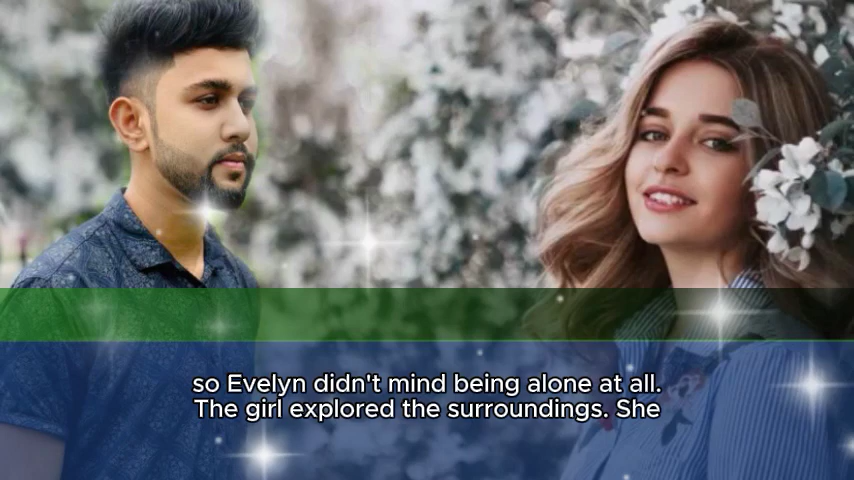 so Evelyn didn't mind being alone at all.
The girl explored the surroundings. She